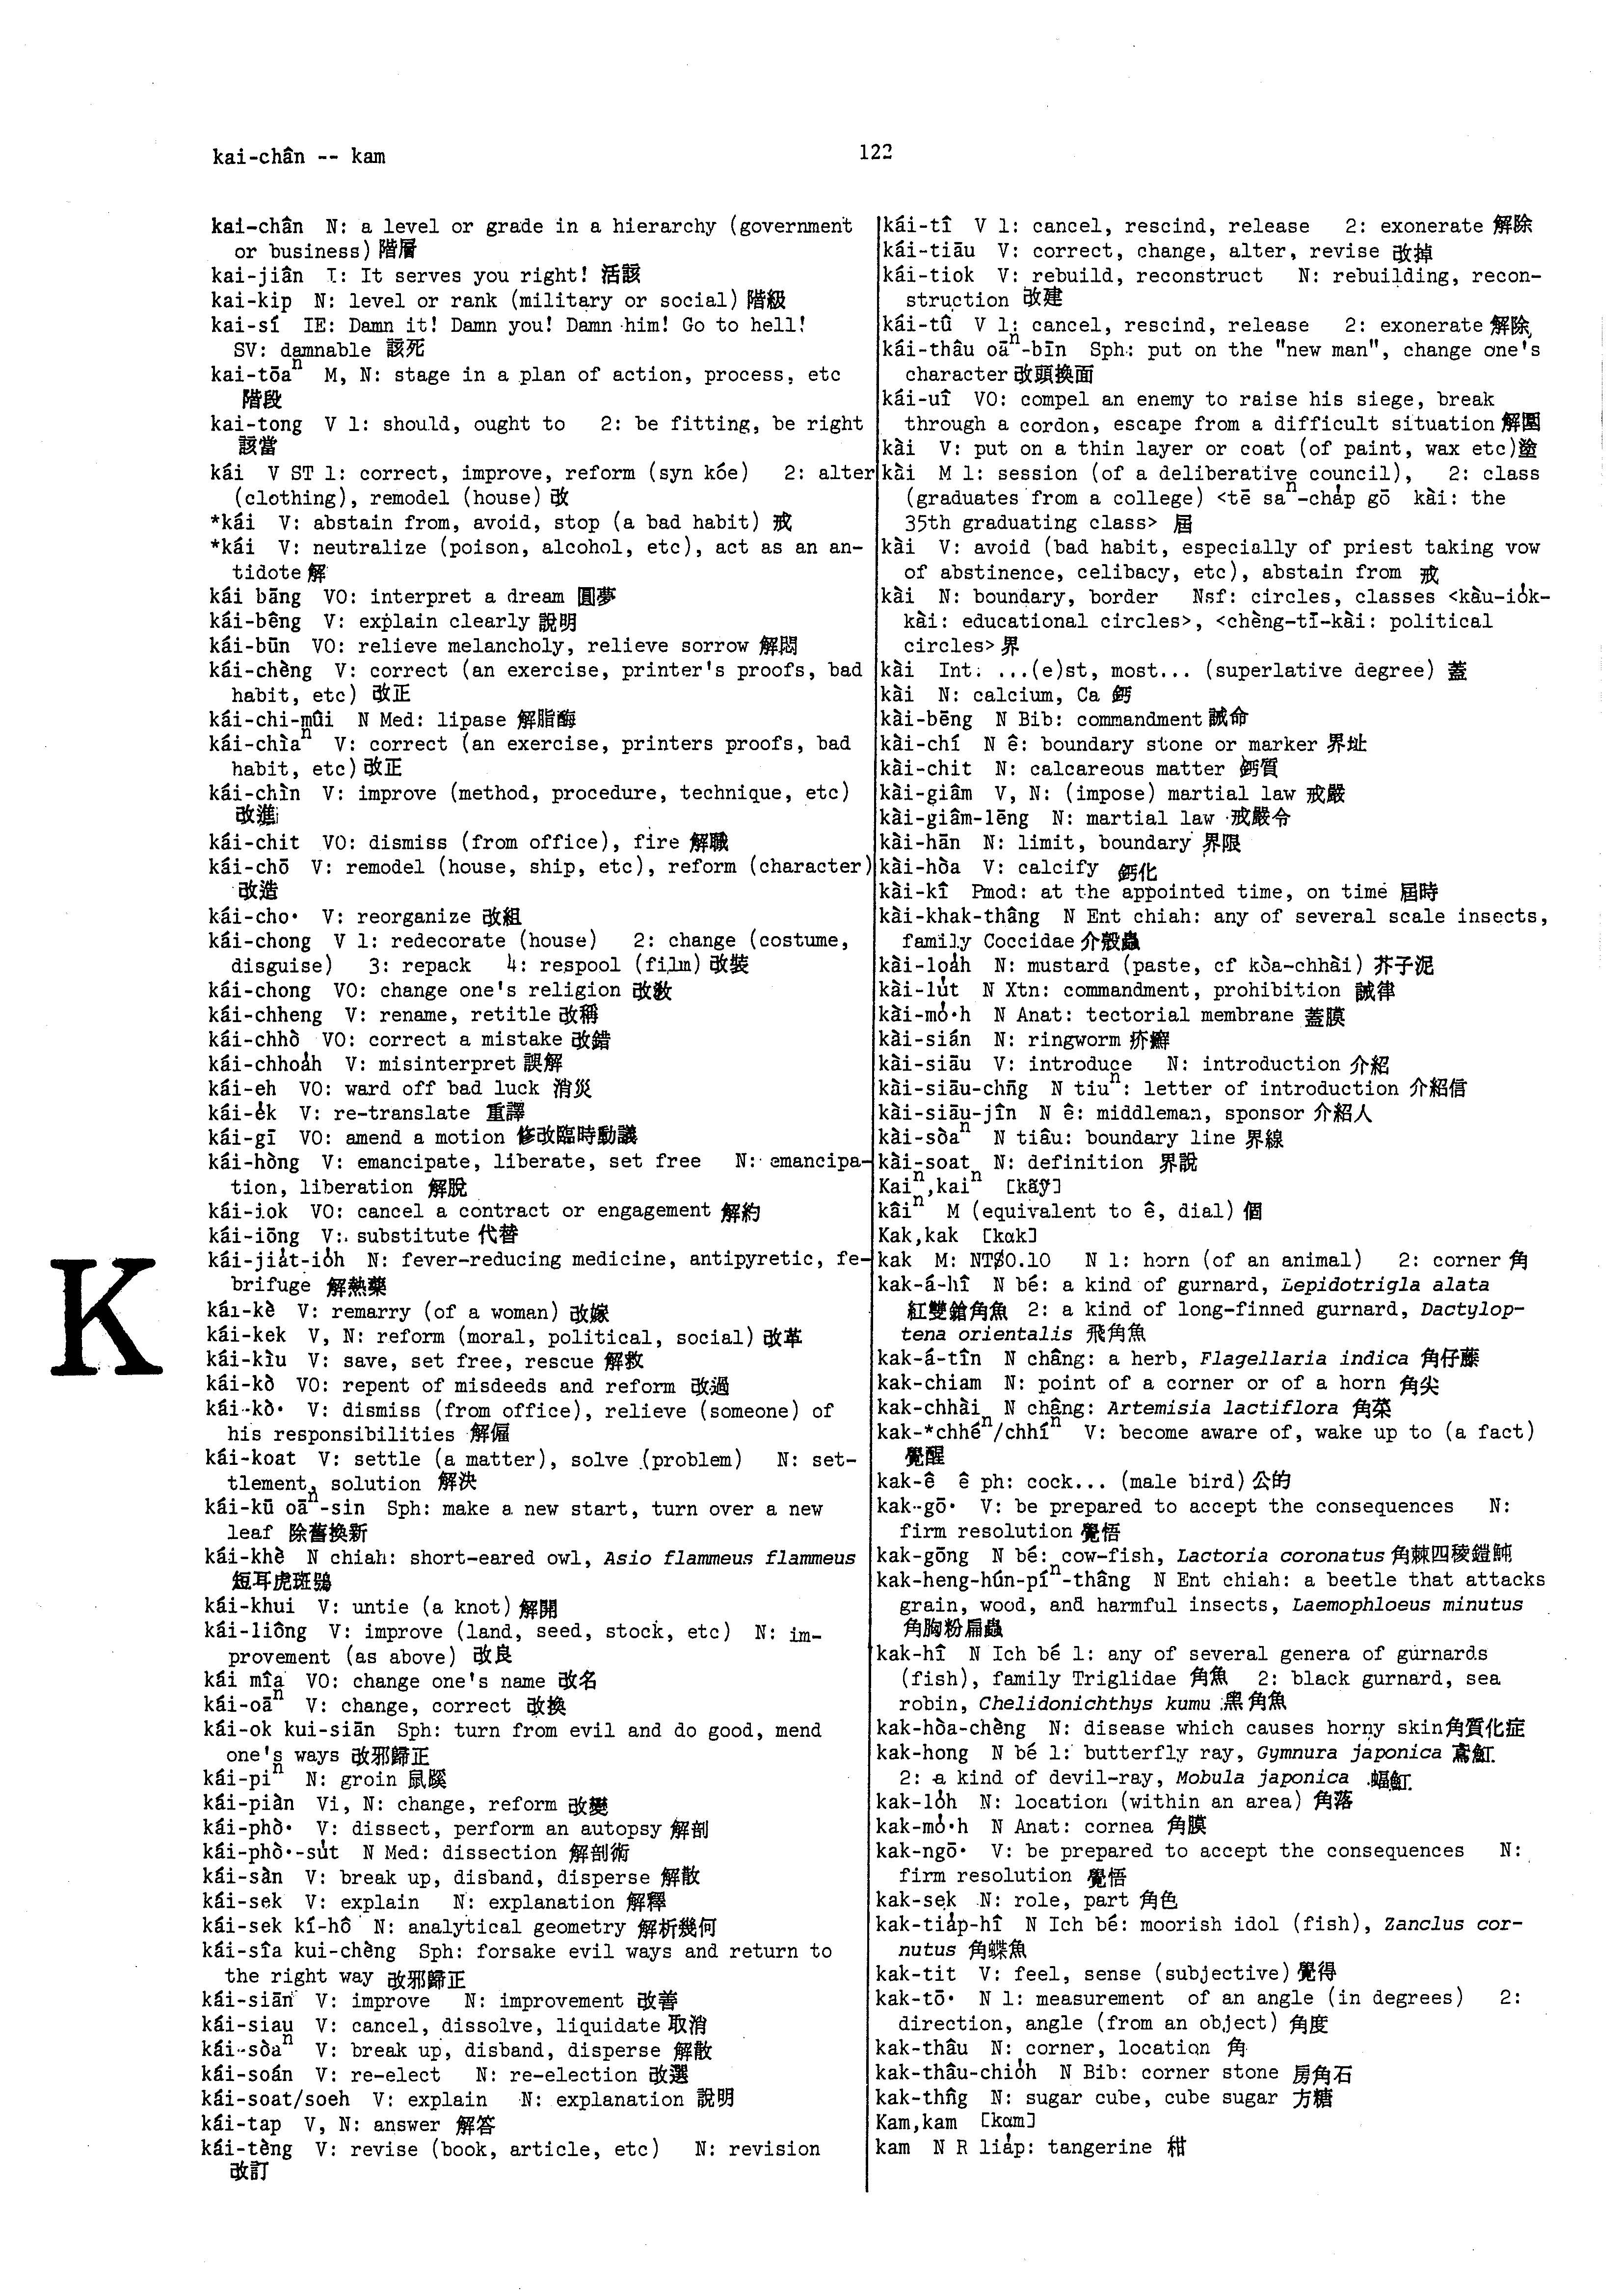 kai-chân -- kam
122
kai-chân N: a level or grade in a hierarchy (government
or business) 階層
kai-jiân I: It serves you right! 活該
kai-kip N: level or rank (military or social) 階級
kai-sí IE: Damn it! Damn you! Damn him! Go to hell!
SV: damnable 該死
kai-tōaⁿ M, N: stage in a plan of action, process, etc
階段
kai-tong V 1: should, ought to 2: be fitting, be right
該當
kái V ST 1: correct, improve, reform (syn kóe) 2: alter
(clothing), remodel (house) 改
*kái V: abstain from, avoid, stop (a bad habit) 戒
*kái V: neutralize (poison, alcohol, etc), act as an an-
tidote 解
kái bāng VO: interpret a dream 圓夢
kái-bêng V: explain clearly 說明
kái-būn VO: relieve melancholy, relieve sorrow 解悶
kái-chèng V: correct (an exercise, printer's proofs, bad
habit, etc) 改正
kái-chi-mûi N Med: lipase 解脂酶
kái-chìaⁿ V: correct (an exercise, printers proofs, bad
habit, etc) 改正
kái-chìn V: improve (method, procedure, technique, etc)
改進
kái-chit VO: dismiss (from office), fire 解職
kái-chō V: remodel (house, ship, etc), reform (character)
改造
kái-cho· V: reorganize 改組
kái-chong V 1: redecorate (house) 2: change (costume,
disguise) 3: repack 4: respool (film) 改裝
kái-chong VO: change one's religion 改教
kái-chheng V: rename, retitle 改稱
kái-chhò VO: correct a mistake 改錯
kái-chhoa̍h V: misinterpret 誤解
kái-eh VO: ward off bad luck 消災
kái-e̍k V: re-translate 重譯
kái-gī VO: amend a motion 修改臨時動議
kái-hòng V: emancipate, liberate, set free N: emancipa-
tion, liberation 解脫
kái-iok VO: cancel a contract or engagement 解約
kái-iōng V: substitute 代替
kái-jia̍t-io̍h N: fever-reducing medicine, antipyretic, fe-
brifuge 解熱藥
K
kái-kè V: remarry (of a woman) 改嫁
kái-kek V, N: reform (moral, political, social) 改革
kái-kìu V: save, set free, rescue 解救
kái-kò VO: repent of misdeeds and reform 改過
kái-kò· V: dismiss (from office), relieve (someone) of
his responsibilities 解僱
kái-koat V: settle (a matter), solve (problem) N: set-
tlement, solution 解決
kái-kū oāⁿ-sin Sph: make a new start, turn over a new
leaf 除舊換新
kái-khè N chiah: short-eared owl, Asio flammeus flammeus
短耳虎斑鴞
kái-khui V: untie (a knot) 解開
kái-liông V: improve (land, seed, stock, etc) N: im-
provement (as above) 改良
kái mîa VO: change one's name 改名
kái-oāⁿ V: change, correct 改換
kái-ok kui-siān Sph: turn from evil and do good, mend
one's ways 改邪歸正
kái-piⁿ N: groin 鼠蹊
kái-piàn Vi, N: change, reform 改變
kái-phò· V: dissect, perform an autopsy 解剖
kái-phò·-su̍t N Med: dissection 解剖術
kái-sàn V: break up, disband, disperse 解散
kái-sek V: explain N: explanation 解釋
kái-sek kí-hô N: analytical geometry 解析幾何
kái-sîa kui-chèng Sph: forsake evil ways and return to
the right way 改邪歸正
kái-siān V: improve N: improvement 改善
kái-siau V: cancel, dissolve, liquidate 取消
kái-sòaⁿ V: break up, disband, disperse 解散
kái-soán V: re-elect N: re-election 改選
kái-soat/soeh V: explain N: explanation 說明
kái-tap V, N: answer 解答
kái-tèng V: revise (book, article, etc) N: revision
改訂
kái-tî V 1: cancel, rescind, release 2: exonerate 解除
kái-tiāu V: correct, change, alter, revise 改掉
kái-tiok V: rebuild, reconstruct N: rebuilding, recon-
struction 改建
kái-tû V 1: cancel, rescind, release 2: exonerate 解除
kái-thâu oāⁿ-bīn Sph: put on the "new man", change one's
character 改頭換面
kái-uî VO: compel an enemy to raise his siege, break
through a cordon, escape from a difficult situation 解圍
kài V: put on a thin layer or coat (of paint, wax etc) 塗
kài M 1: session (of a deliberative council), 2: class
(graduates from a college) <tē saⁿ-cha̍p gō kài: the
35th graduating class> 屆
kài V: avoid (bad habit, especially of priest taking vow
of abstinence, celibacy, etc), abstain from 戒
kài N: boundary, border Nsf: circles, classes <kàu-io̍k-
kài: educational circles>, <chèng-tī-kài: political
circles> 界
kài Int: ...(e)st, most... (superlative degree) 蓋
kài N: calcium, Ca 鈣
kài-bēng N Bib: commandment 誡命
kài-chí N ê: boundary stone or marker 界址
kài-chit N: calcareous matter 鈣質
kài-giâm V, N: (impose) martial law 戒嚴
kài-giâm-lēng N: martial law 戒嚴令
kài-hān N: limit, boundary 界限
kài-hòa V: calcify 鈣化
kài-kî Pmod: at the appointed time, on time 屆時
kài-khak-thâng N Ent chiah: any of several scale insects,
family Coccidae 介殼蟲
kài-loa̍h N: mustard (paste, cf kòa-chhài) 芥子泥
kài-lu̍t N Xtn: commandment, prohibition 誡律
kài-mo̍·h N Anat: tectorial membrane 蓋膜
kài-sián N: ringworm 疥癬
kài-siāu V: introduce N: introduction 介紹
kài-siāu-chn̄g N tiuⁿ: letter of introduction 介紹信
kài-siāu-jîn N ê: middleman, sponsor 介紹人
kài-sòaⁿ N tiâu: boundary line 界線
kài-soat N: definition 界說
Kaiⁿ,kaiⁿ [kãỹ]
kâiⁿ M (equivalent to ê, dial) 個
Kak,kak [kɑk]
kak M: NT$0.10 N 1: horn (of an animal) 2: corner 角
kak-á-hî N bé: a kind of gurnard, Lepidotrigla alata
紅雙鎗角魚 2: a kind of long-finned gurnard, Dactylop-
tena orientalis 飛角魚
kak-á-tîn N châng: a herb, Flagellaria indica 角仔藤
kak-chiam N: point of a corner or of a horn 角尖
kak-chhài N châng: Artemisia lactiflora 角菜
kak-*chhéⁿ/chhíⁿ V: become aware of, wake up to (a fact)
覺醒
kak-ê ê ph: cock... (male bird) 公的
kak-gō· V: be prepared to accept the consequences N:
firm resolution 覺悟
kak-gōng N bé: cow-fish, Lactoria coronatus 角棘四稜鎧魨
kak-heng-hún-píⁿ-thâng N Ent chiah: a beetle that attacks
grain, wood, and harmful insects, Laemophloeus minutus
角胸粉扁蟲
kak-hî N Ich bé 1: any of several genera of gurnards
(fish), family Triglidae 角魚 2: black gurnard, sea
robin, Chelidonichthys kumu 黑角魚
kak-hòa-chèng N: disease which causes horny skin 角質化症
kak-hong N bé 1: butterfly ray, Gymnura japonica 鳶魟
2: a kind of devil-ray, Mobula japonica 蝠魟
kak-lo̍h N: location (within an area) 角落
kak-mo̍·h N Anat: cornea 角膜
kak-ngō· V: be prepared to accept the consequences N:
firm resolution 覺悟
kak-sek N: role, part 角色
kak-tia̍p-hî N Ich bé: moorish idol (fish), Zanclus cor-
nutus 角蝶魚
kak-tit V: feel, sense (subjective) 覺得
kak-tō· N 1: measurement of an angle (in degrees) 2:
direction, angle (from an object) 角度
kak-thâu N: corner, location 角
kak-thâu-chio̍h N Bib: corner stone 房角石
kak-thn̂g N: sugar cube, cube sugar 方糖
Kam,kam [kɑm]
kam N R lia̍p: tangerine 柑